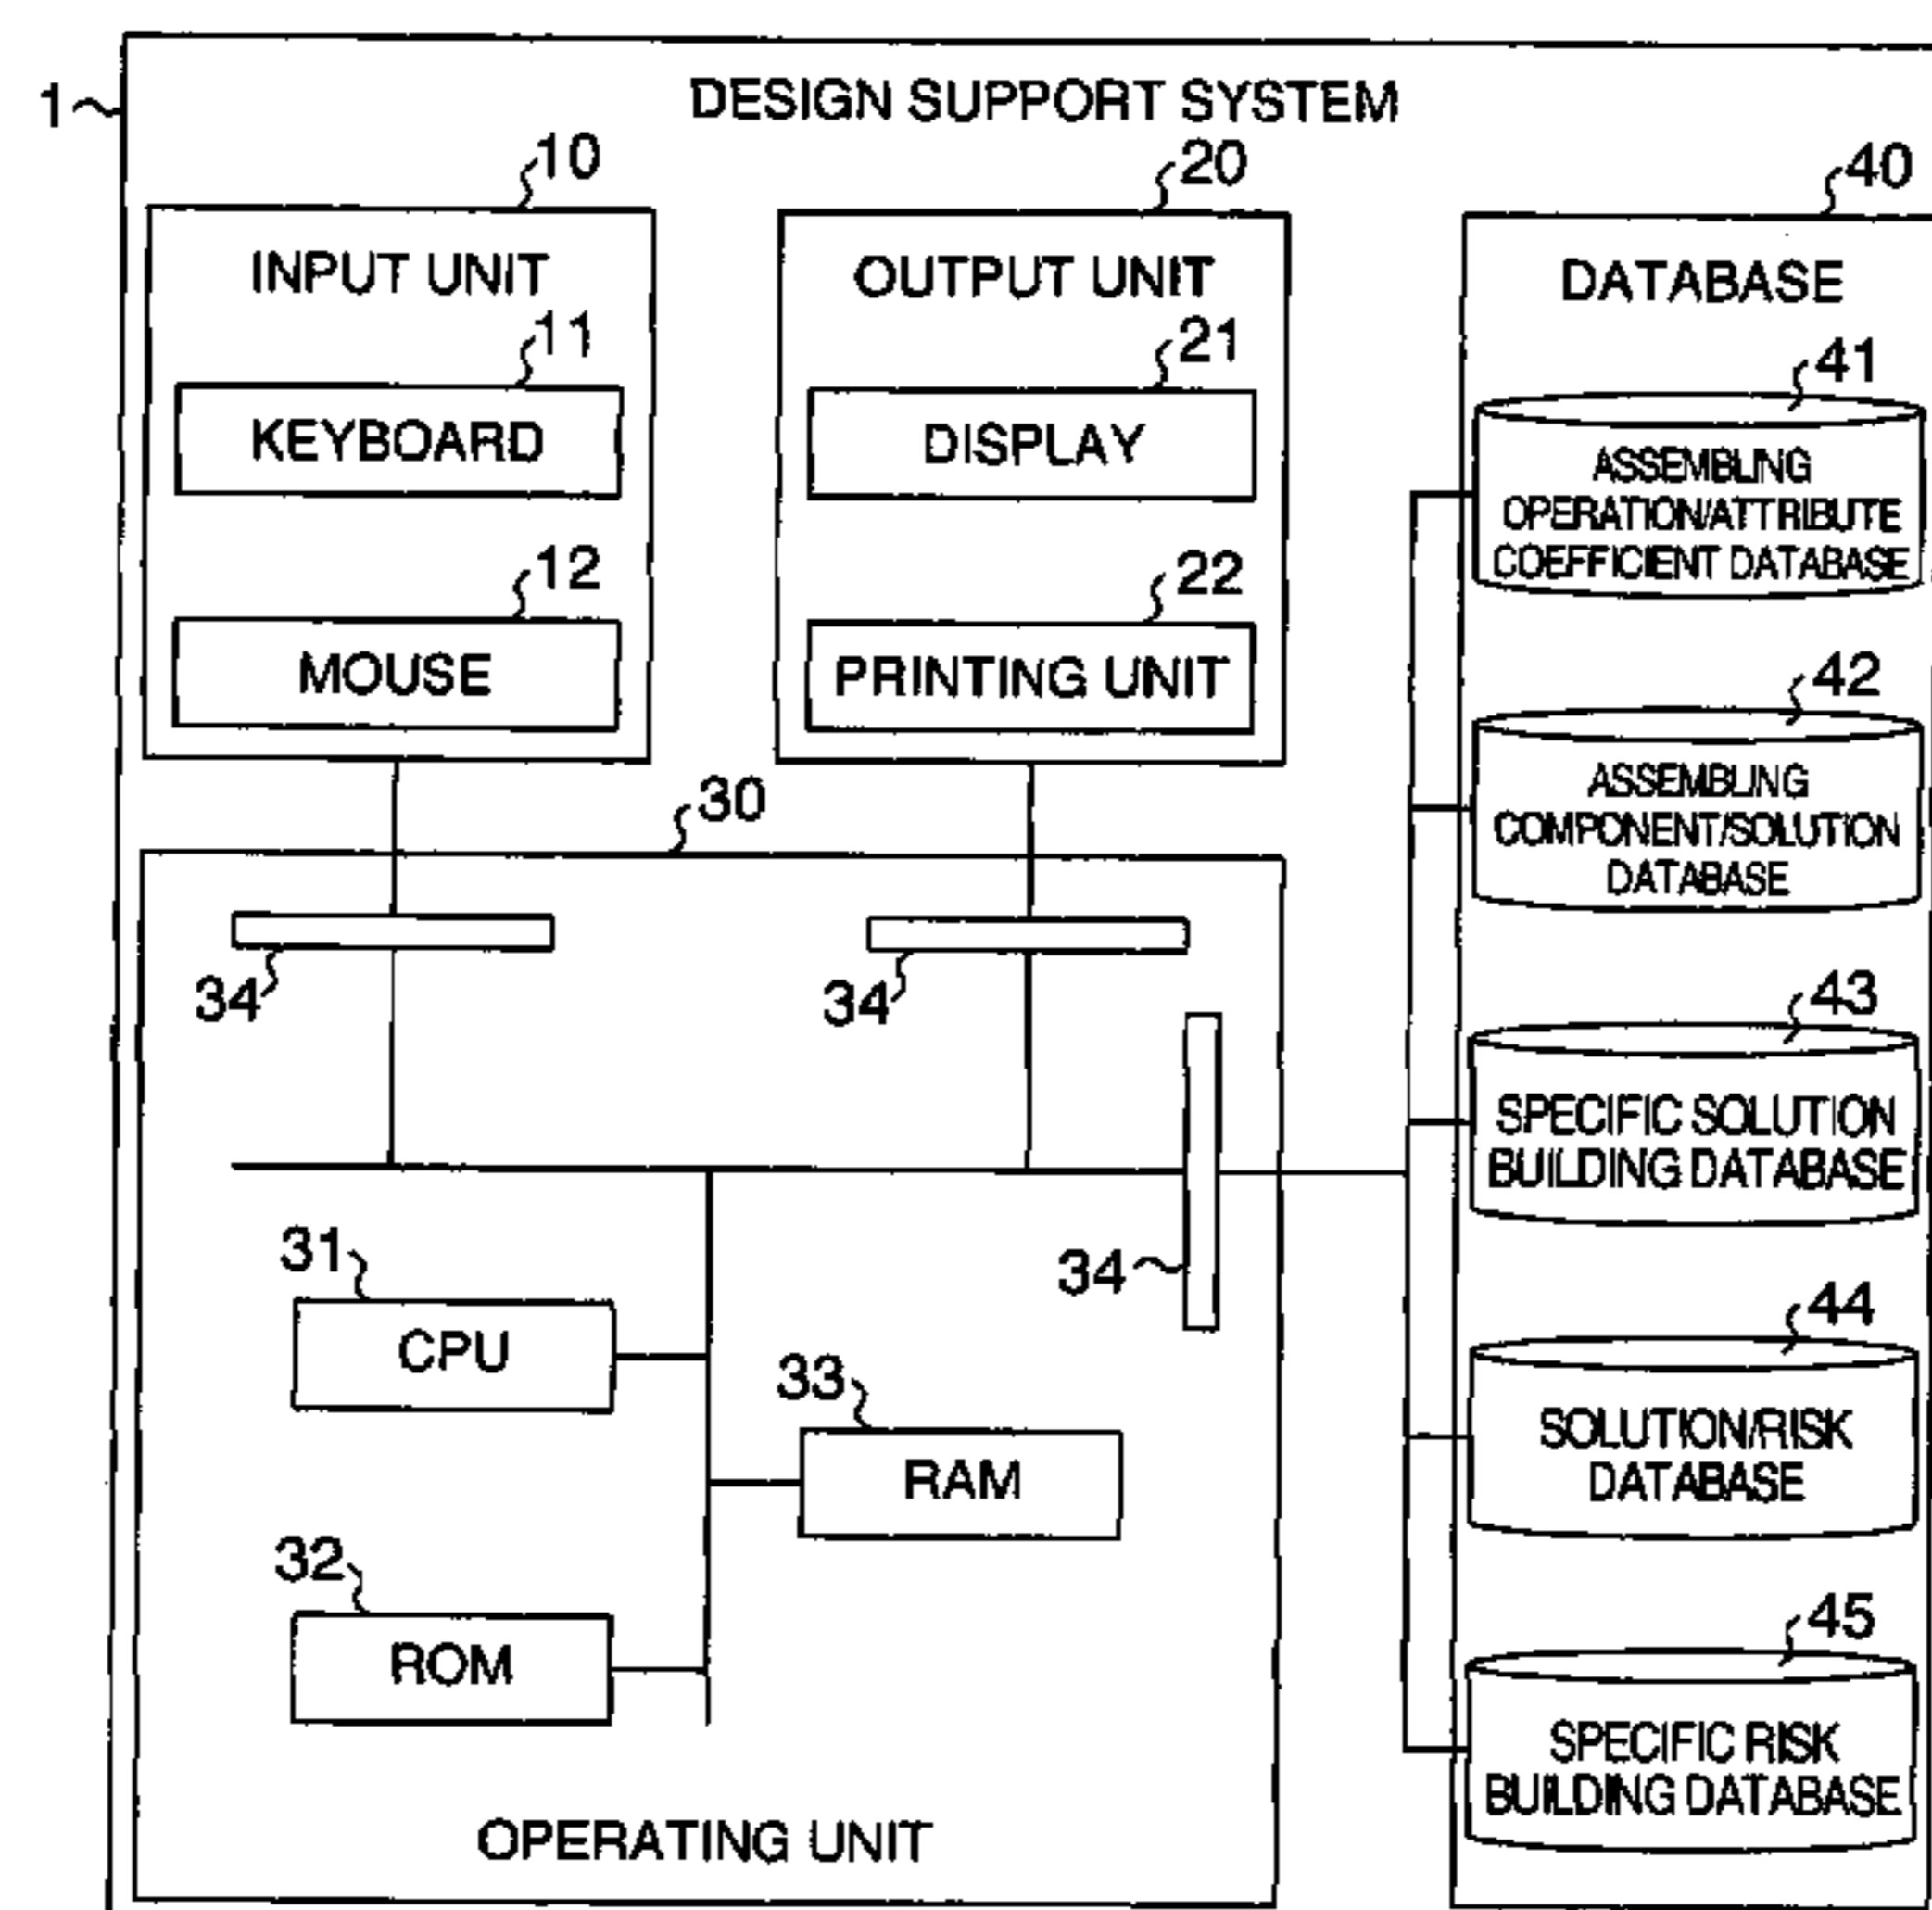 1
DESIGN SUPPORT SYSTEM
10
INPUT UNIT
11
KEYBOARD
12
MOUSE
20
OUTPUT UNIT
21
DISPLAY
22
PRINTING UNIT
30
34
34
34
31
CPU
33
RAM
32
ROM
OPERATING UNIT
40
DATABASE
41
ASSEMBLING
OPERATION/ATTRIBUTE
COEFFICIENT DATABASE
42
ASSEMBLING
COMPONENT/SOLUTION
DATABASE
43
SPECIFIC SOLUTION
BUILDING DATABASE
44
SOLUTION/RISK
DATABASE
45
SPECIFIC RISK
BUILDING DATABASE